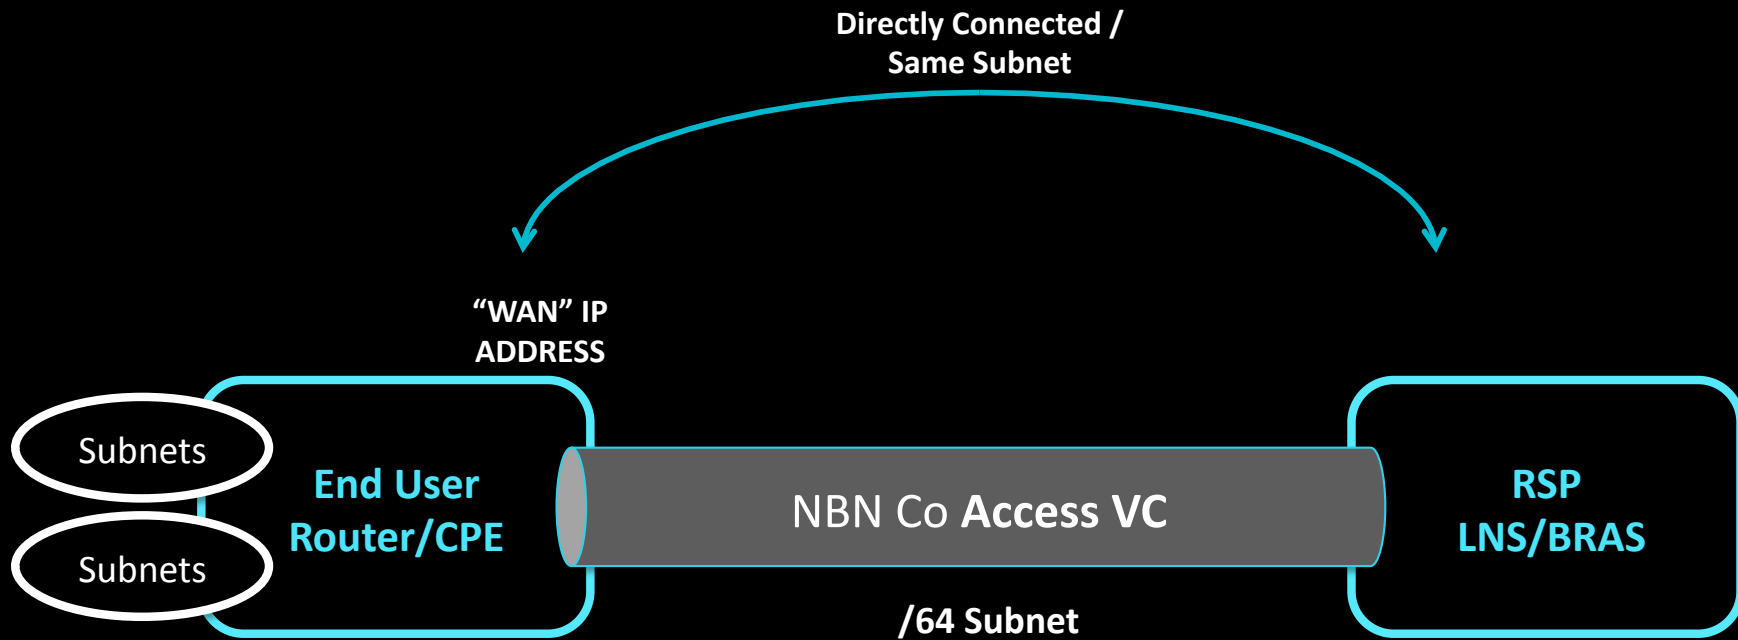 Directly Connected /
Same Subnet
“WAN” IP
ADDRESS
Subnets
Subnets
End User
Router/CPE
NBN Co Access VC
RSP
LNS/BRAS
/64 Subnet